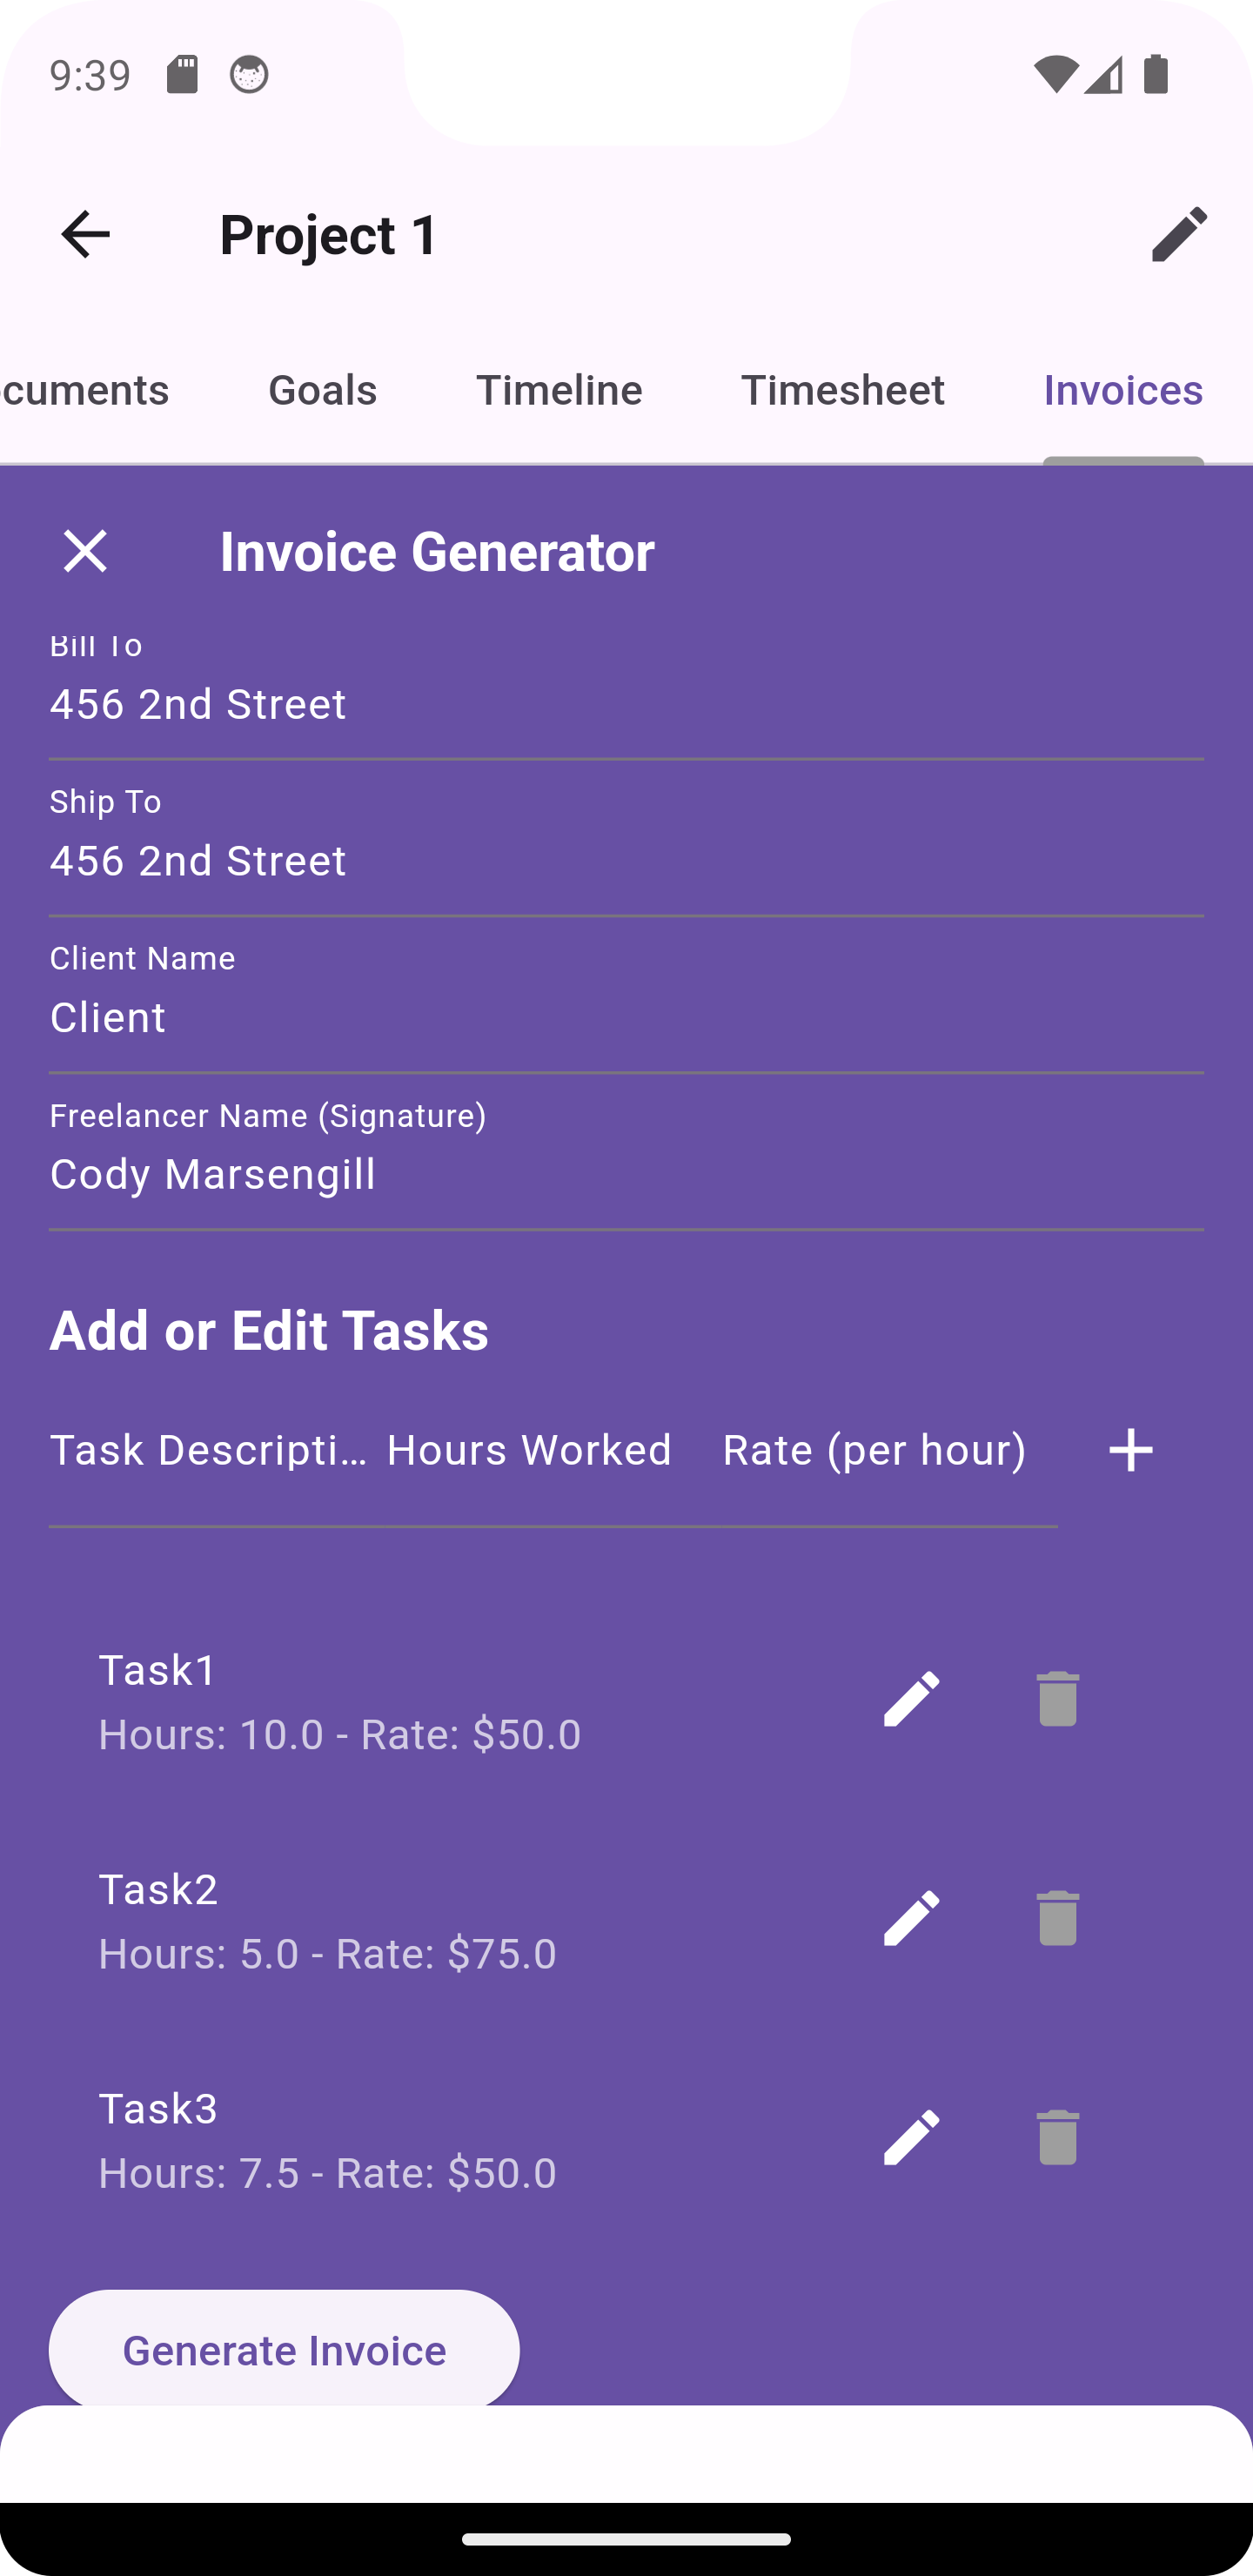 9:39
Project 1
cuments Goals Timeline Timesheet Invoices
Invoice Generator
Bill To
456 2nd Street
Ship To
456 2nd Street
Client Name
Client
Freelancer Name (Signature)
Cody Marsengill
Add or Edit Tasks
Task Descripti... Hours Worked Rate (per hour)
Task1
Hours: 10.0 - Rate: $50.0
Task2
Hours: 5.0 - Rate: $75.0
Task3
Hours: 7.5 - Rate: $50.0
Generate Invoice